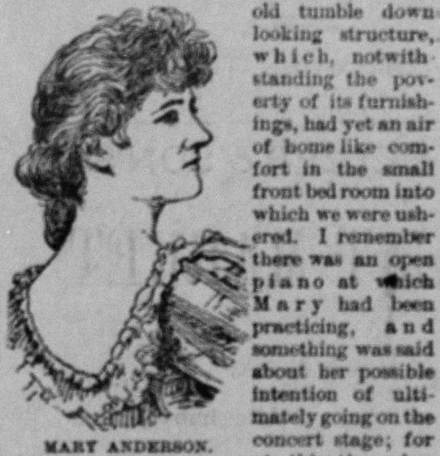 old tumble down
looking structure,
which, notwith-
standing the pov-
erty of its furnish-
ings, had yet an air
of home like com-
fort in the small
front bed room into
which we were ush-
ered. I remember
there was an open
piano at which
Mary had been
practicing, and
something was said
about her possible
intention of ulti-
mately going on the
concert stage; for
MARY ANDERSON.